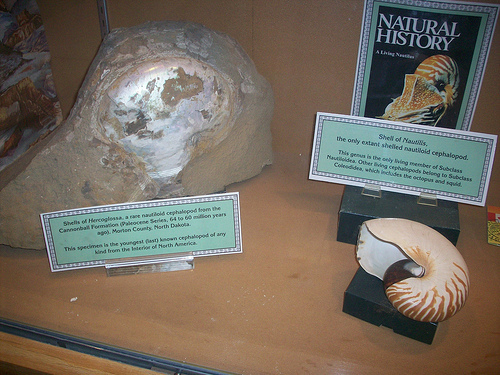 NATURAL
HISTORY
A Living Nautilus
Shell of Nautilis,
the only extant shelled nautiloid cephalopod.
This genus is the only living member of Subclass
Nautiloidea. Other living cephalopods belong to Subclass
Coleoidea, which includes the octopus and squid.
Shells of Hercoglossa, a rare nautiloid cephalopod from the
Cannonball Formation (Paleocene Series, 64 to 60 million years
ago). Morton County, North Dakota.
This specimen is the youngest (last) known cephalopod of any
kind from the Interior of North America.